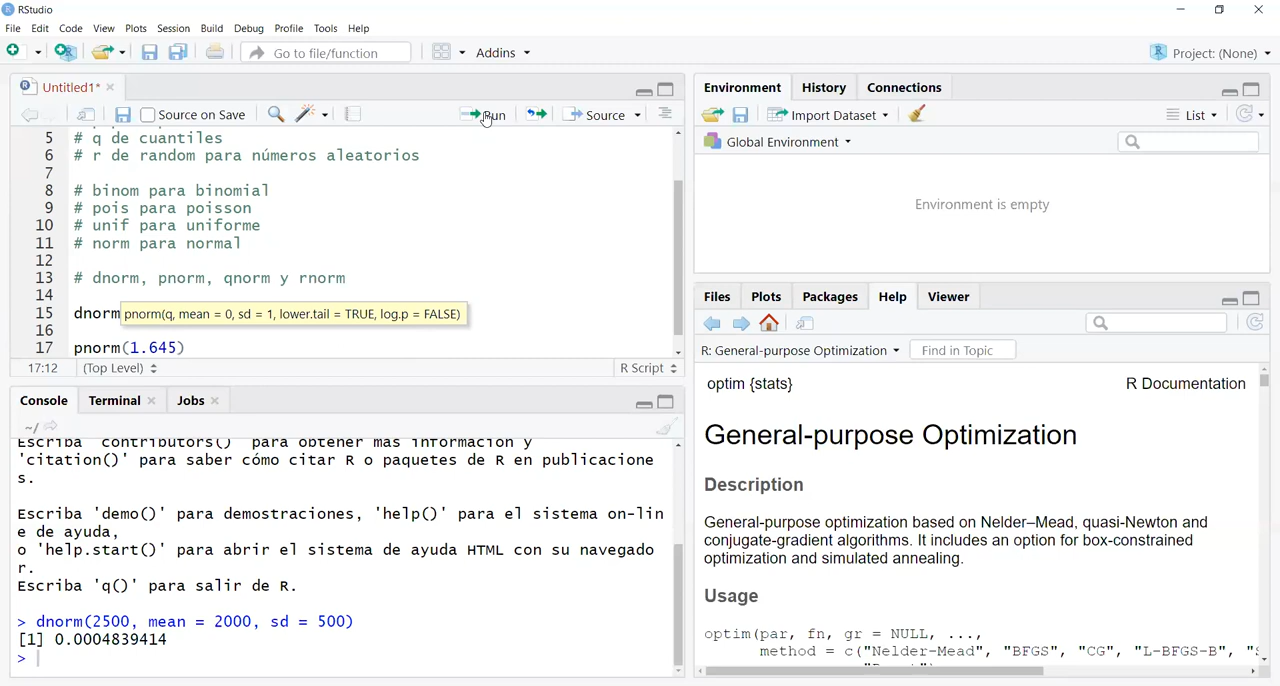 RStudio
File Edit Code View Plots Session Build Debug Profile Tools Help
Go to file/function Addins Project: (None)
Untitled1*
Source on Save Run Source
5 # q de cuantiles
6 # r de random para números aleatorios
7
8 # binom para binomial
9 # pois para poisson
10 # unif para uniforme
11 # norm para normal
12
13 # dnorm, pnorm, qnorm y rnorm
14
15 dnorm
pnorm(q, mean = 0, sd = 1, lower.tail = TRUE, log.p = FALSE)
16
17 pnorm(1.645)
17:12 (Top Level) R Script
Console Terminal Jobs
~/
Escriba 'contributors()' para obtener más información y
'citation()' para saber cómo citar R o paquetes de R en publicacione
s.
Escriba 'demo()' para demostraciones, 'help()' para el sistema on-lin
e de ayuda,
o 'help.start()' para abrir el sistema de ayuda HTML con su navegado
r.
Escriba 'q()' para salir de R.
> dnorm(2500, mean = 2000, sd = 500)
[1] 0.0004839414
>
Environment History Connections
Import Dataset List
Global Environment
Environment is empty
Files Plots Packages Help Viewer
R: General-purpose Optimization Find in Topic
optim {stats} R Documentation
General-purpose Optimization
Description
General-purpose optimization based on Nelder–Mead, quasi-Newton and
conjugate-gradient algorithms. It includes an option for box-constrained
optimization and simulated annealing.
Usage
optim(par, fn, gr = NULL, ...,
method = c("Nelder-Mead", "BFGS", "CG", "L-BFGS-B", "S